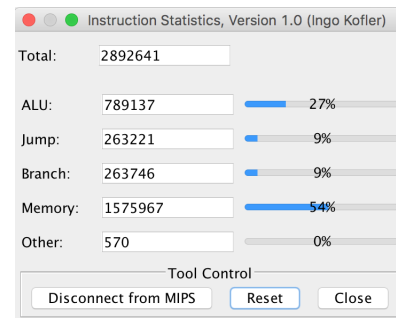 Instruction Statistics, Version 1.0 (Ingo Kofler)
Total: 2892641
ALU: 789137 27%
Jump: 263221 9%
Branch: 263746 9%
Memory: 1575967 54%
Other: 570 0%
Tool Control
Disconnect from MIPS Reset Close